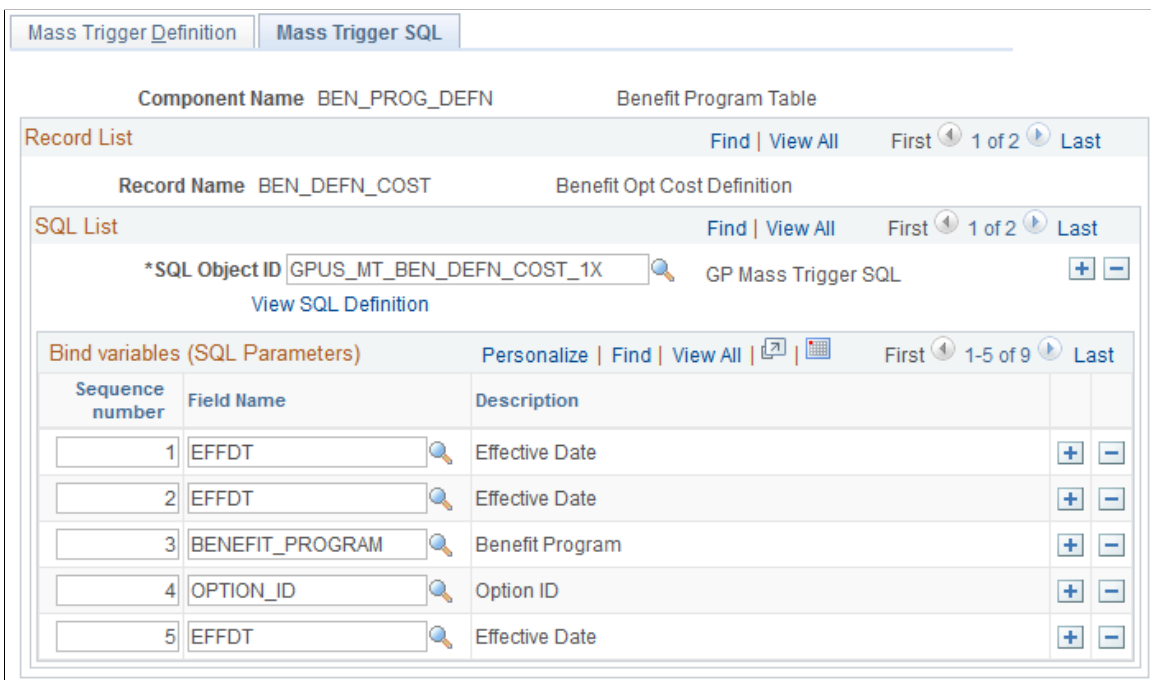 Mass Trigger Definition Mass Trigger SQL
Component Name BEN_PROG_DEFN Benefit Program Table
Record List Find | View All First 1 of 2 Last
Record Name BEN_DEFN_COST Benefit Opt Cost Definition
SQL List Find | View All First 1 of 2 Last
*SQL Object ID GPUS_MT_BEN_DEFN_COST_1X GP Mass Trigger SQL
View SQL Definition
Bind variables (SQL Parameters) Personalize | Find | View All | | First 1-5 of 9 Last
Sequence number Field Name Description
1 EFFDT Effective Date
2 EFFDT Effective Date
3 BENEFIT_PROGRAM Benefit Program
4 OPTION_ID Option ID
5 EFFDT Effective Date